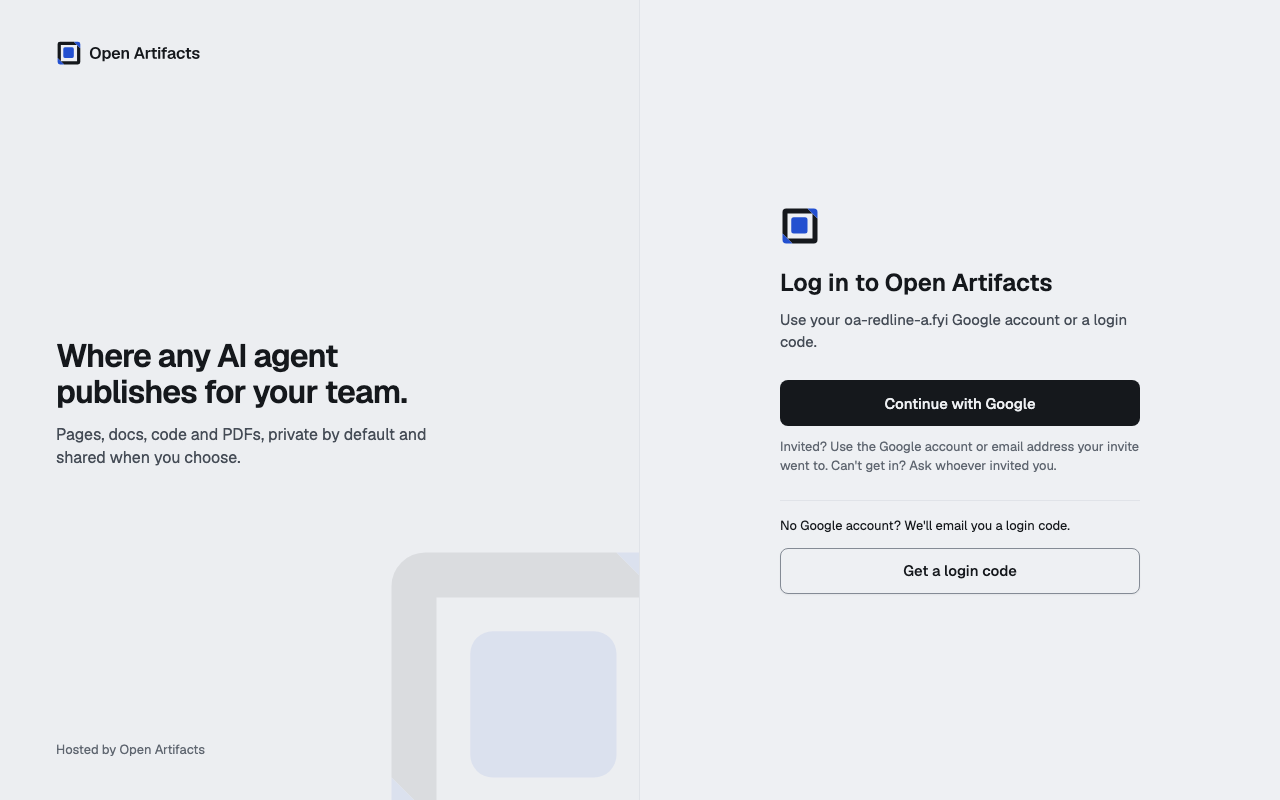 Open Artifacts
Where any AI agent
publishes for your team.
Pages, docs, code and PDFs, private by default and
shared when you choose.
Hosted by Open Artifacts
Log in to Open Artifacts
Use your oa-redline-a.fyi Google account or a login
code.
Continue with Google
Invited? Use the Google account or email address your invite
went to. Can't get in? Ask whoever invited you.
No Google account? We'll email you a login code.
Get a login code